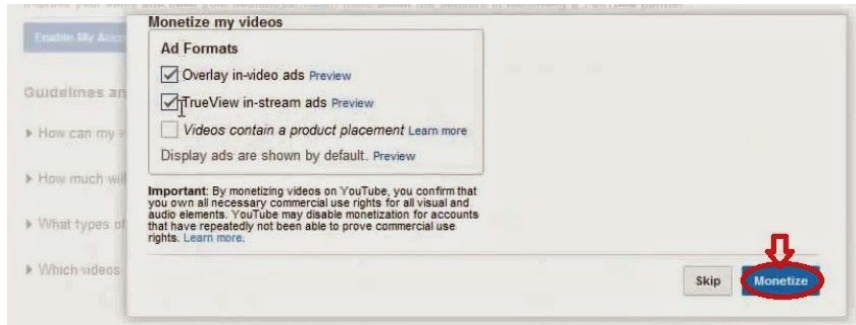 Monetize my videos
Ad Formats
Overlay in-video ads Preview
TrueView in-stream ads Preview
Videos contain a product placement Learn more
Display ads are shown by default. Preview
Important: By monetizing videos on YouTube, you confirm that
you own all necessary commercial use rights for all visual and
audio elements. YouTube may disable monetization for accounts
that have repeatedly not been able to prove commercial use
rights. Learn more.
Skip
Monetize
Enable My
Guidelines an
How can my
How much will
What types of
Which videos